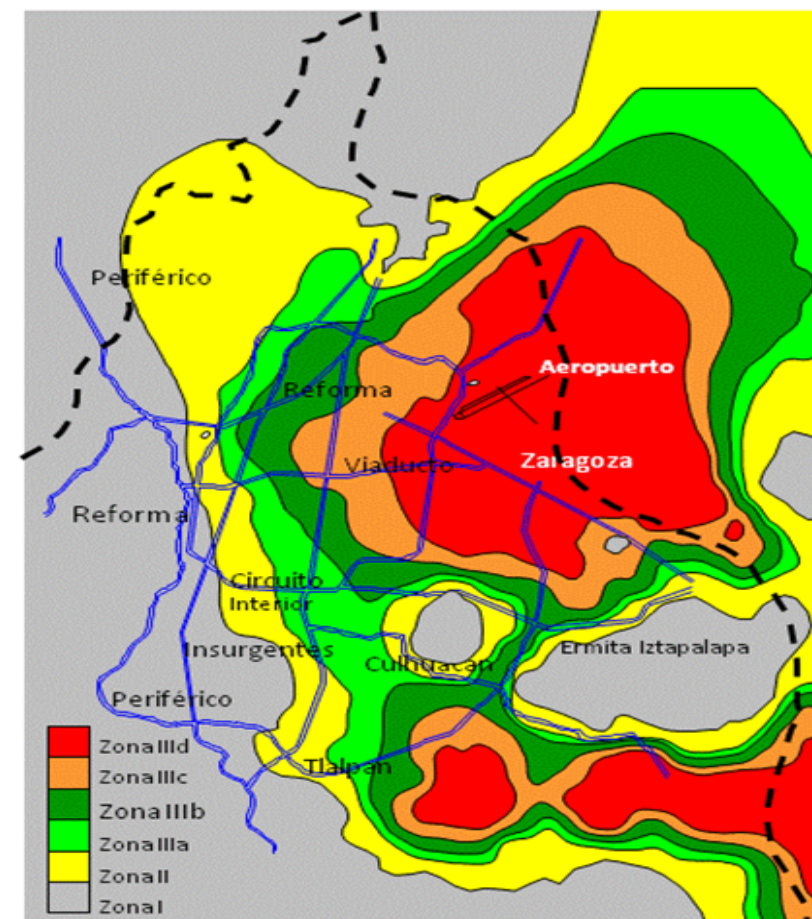 Periférico
Aeropuerto
Reforma
Viaducto
Zaragoza
Reforma
Circuito
Interior
Insurgentes
Culhuacán
Ermita Iztapalapa
Periférico
Tlalpan
Zona IIId
Zona IIIc
Zona IIIb
Zona IIIa
Zona II
Zona I